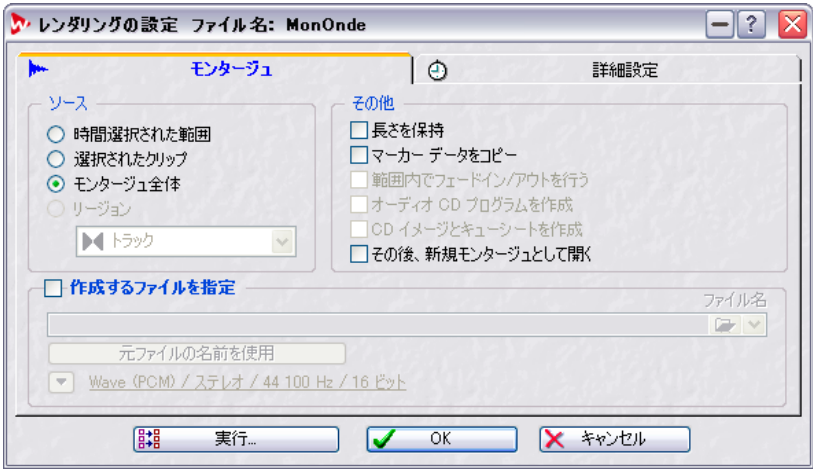 レンダリングの設定 ファイル名: MonOnde
モンタージュ
詳細設定
ソース
時間選択された範囲
選択されたクリップ
モンタージュ全体
リージョン
トラック
その他
長さを保持
マーカー データをコピー
範囲内でフェードイン/アウトを行う
オーディオ CD プログラムを作成
CD イメージとキューシートを作成
その後、新規モンタージュとして開く
作成するファイルを指定
ファイル名
元ファイルの名前を使用
Wave (PCM) / ステレオ / 44 100 Hz / 16 ビット
実行...
OK
キャンセル